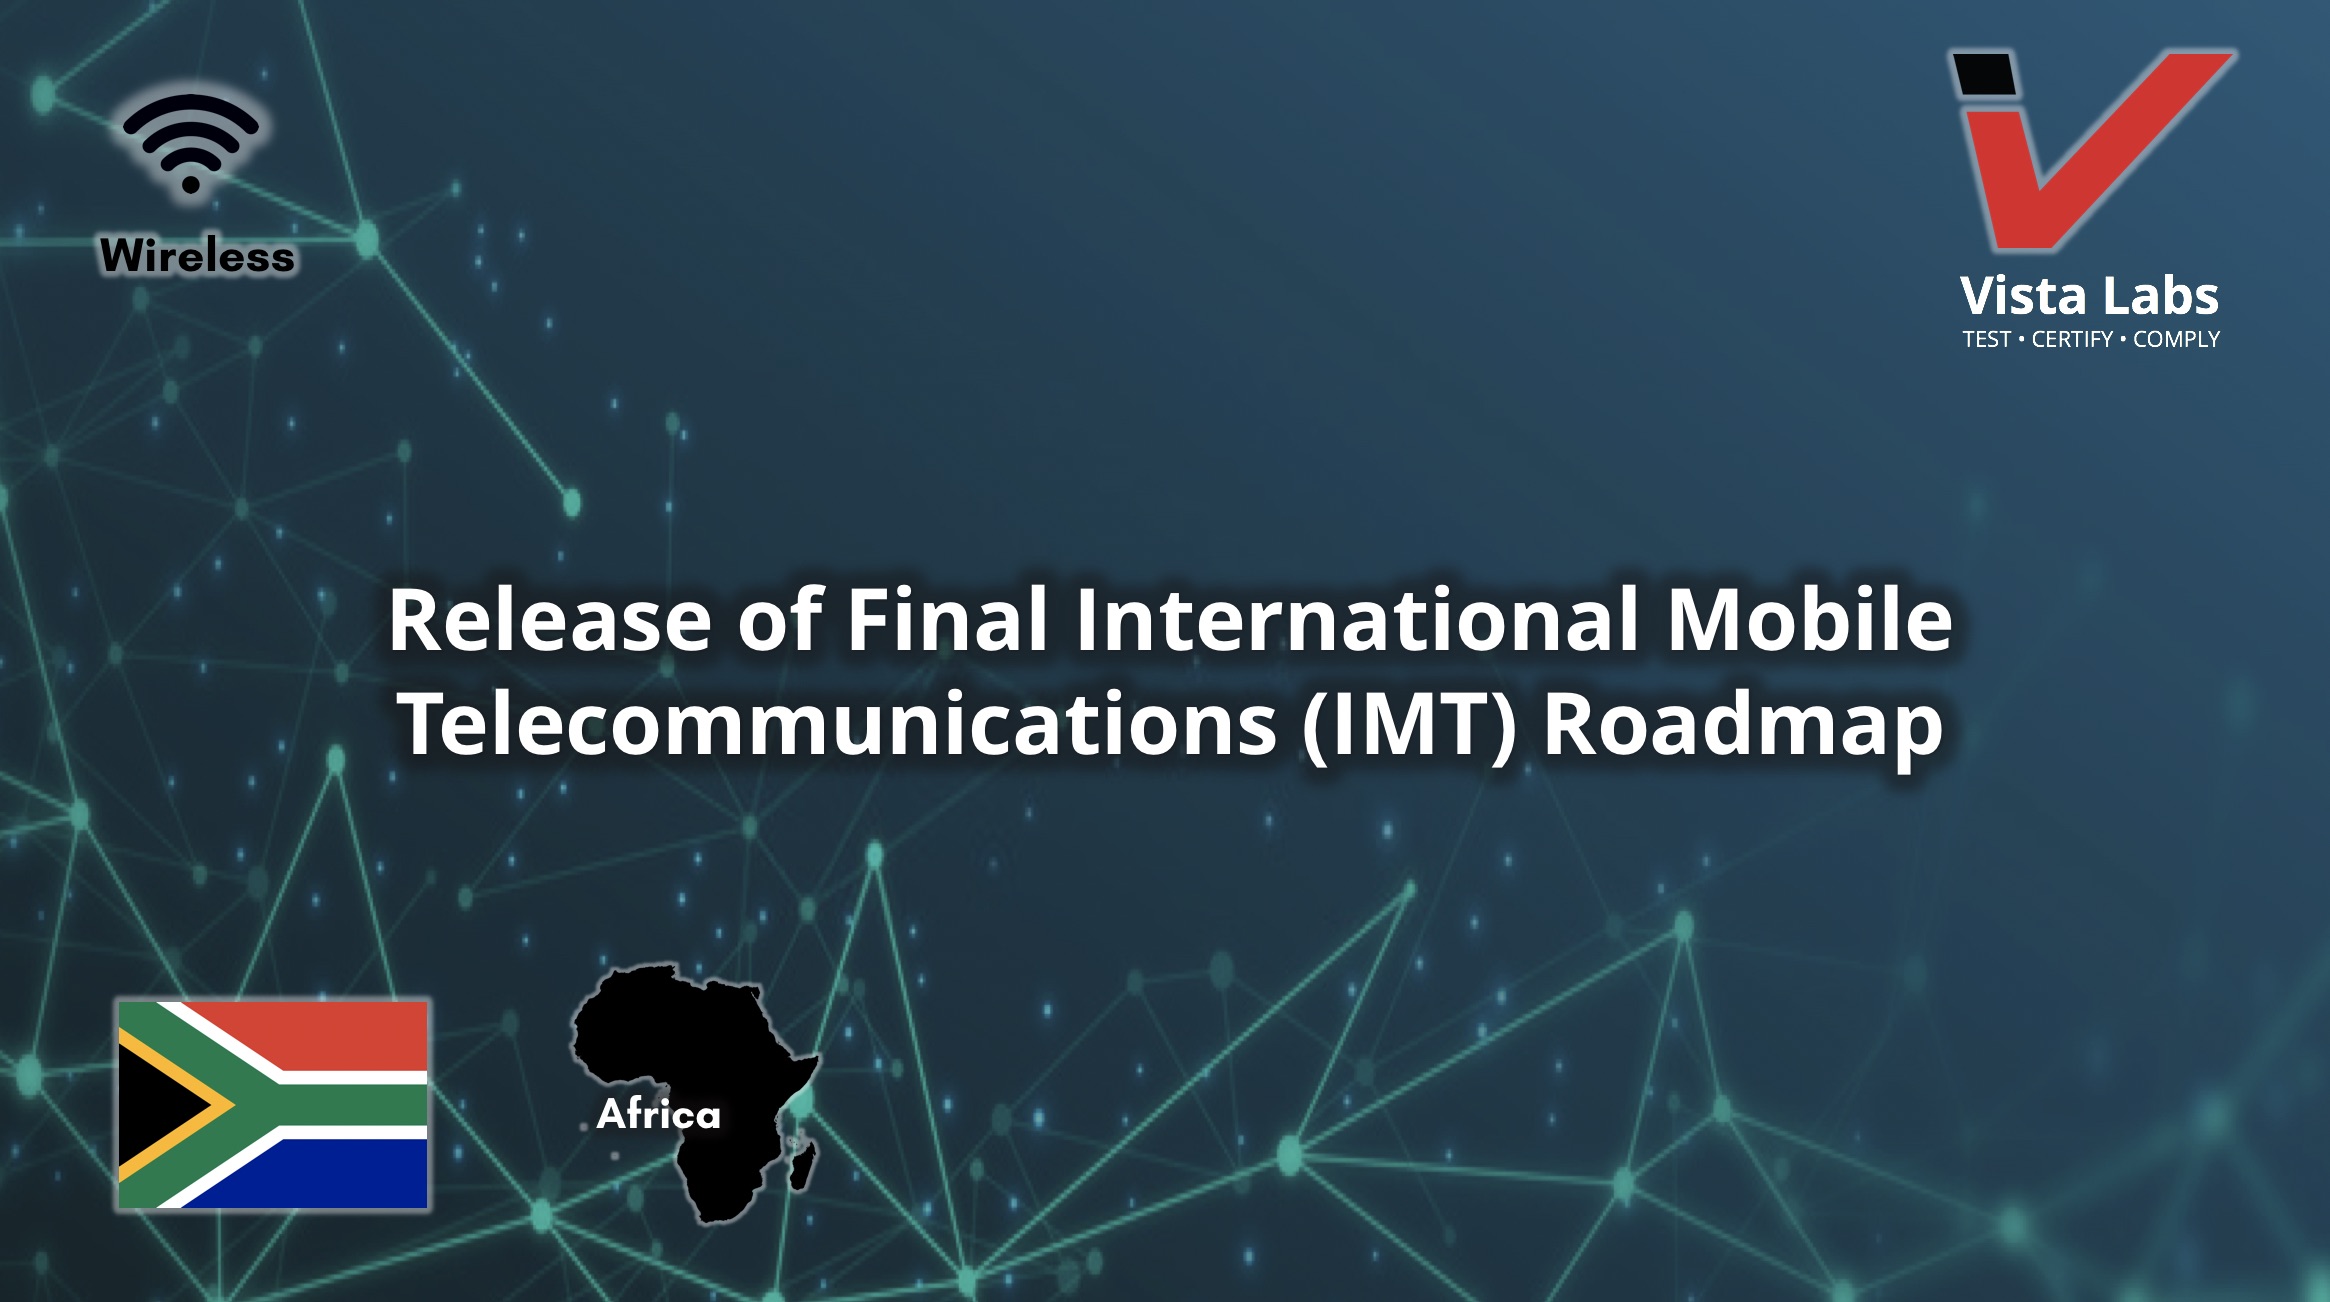 Wireless
Vista Labs
TEST • CERTIFY • COMPLY
Release of Final International Mobile
Telecommunications (IMT) Roadmap
Africa